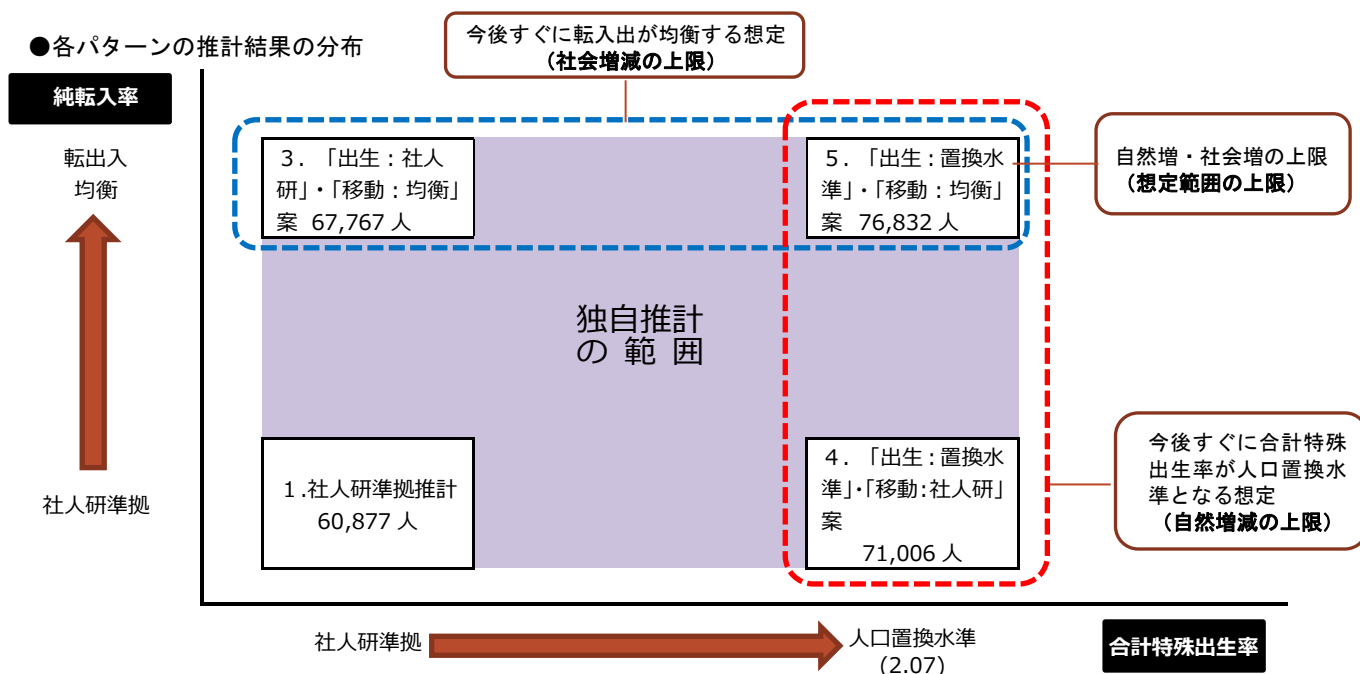 ●各パターンの推計結果の分布
今後すぐに転入出が均衡する想定
（社会増減の上限）
純転入率
転出入
均衡
社人研準拠
3．「出生：社人
研」・「移動：均衡」
案 67,767 人
5．「出生：置換水
準」・「移動：均衡」
案 76,832 人
自然増・社会増の上限
（想定範囲の上限）
独自推計
の 範 囲
1.社人研準拠推計
60,877 人
4．「出生：置換水
準」・「移動：社人研」
案
71,006 人
今後すぐに合計特殊
出生率が人口置換水
準となる想定
（自然増減の上限）
社人研準拠
人口置換水準
(2.07)
合計特殊出生率